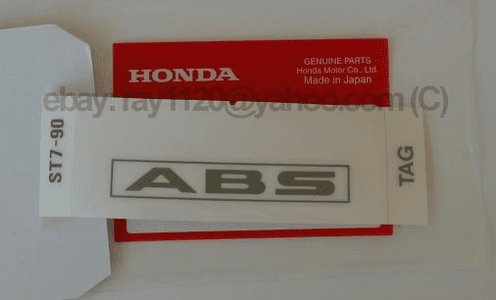 GENUINE PARTS
Honda Motor Co., Ltd.
Made in Japan
HONDA
ebay.ray1120@yahoo.com (C)
ST7-90
ABS
TAG